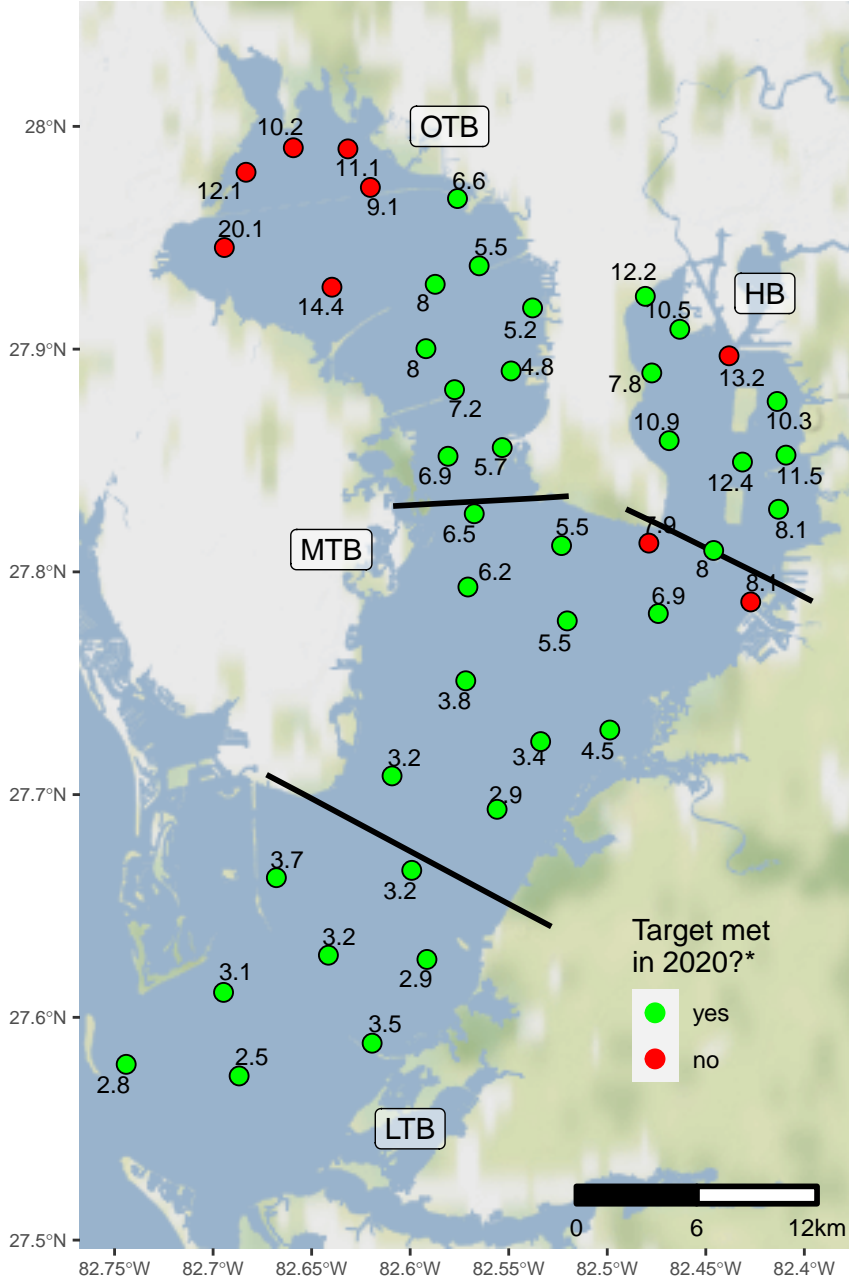 28°N
10.2
OTB
11.1
12.1
9.1
6.6
20.1
5.5
12.2
HB
14.4
8
5.2
10.5
27.9°N
8
4.8
7.8
13.2
7.2
10.9
10.3
6.9
5.7
12.4
11.5
6.5
5.5
7.9
8.1
MTB
27.8°N
6.2
8
8.1
6.9
5.5
3.8
3.2
3.4
4.5
27.7°N
2.9
3.7
3.2
Target met
in 2020?*
3.2
3.1
2.9
27.6°N
yes
3.5
2.5
no
2.8
LTB
0
6
12km
27.5°N
82.75°W
82.7°W
82.65°W
82.6°W
82.55°W
82.5°W
82.45°W
82.4°W